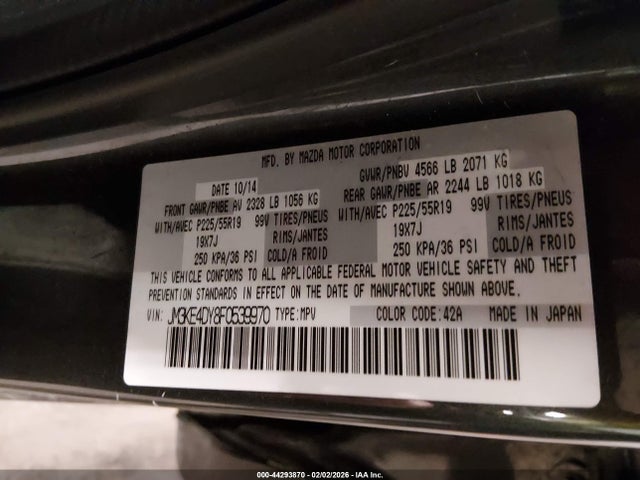 MFD. BY MAZDA MOTOR CORPORATION
DATE 10/14 GVWR/PNBV 4566 LB 2071 KG
FRONT GAWR/PNBE AV 2328 LB 1056 KG REAR GAWR/PNBE AR 2244 LB 1018 KG
WITH/AVEC P225/55R19 99V TIRES/PNEUS WITH/AVEC P225/55R19 99V TIRES/PNEUS
19X7J RIMS/JANTES 19X7J RIMS/JANTES
250 KPA/36 PSI COLD/A FROID 250 KPA/36 PSI COLD/A FROID
THIS VEHICLE CONFORMS TO ALL APPLICABLE FEDERAL MOTOR VEHICLE SAFETY AND THEFT
PREVENTION STANDARDS IN EFFECT ON THE DATE OF MANUFACTURE SHOWN ABOVE.
VIN: JM3KE4DY8F0539970 TYPE:MPV COLOR CODE:42A MADE IN JAPAN
000-44293870 | 02/02/2026 - IAA Inc.